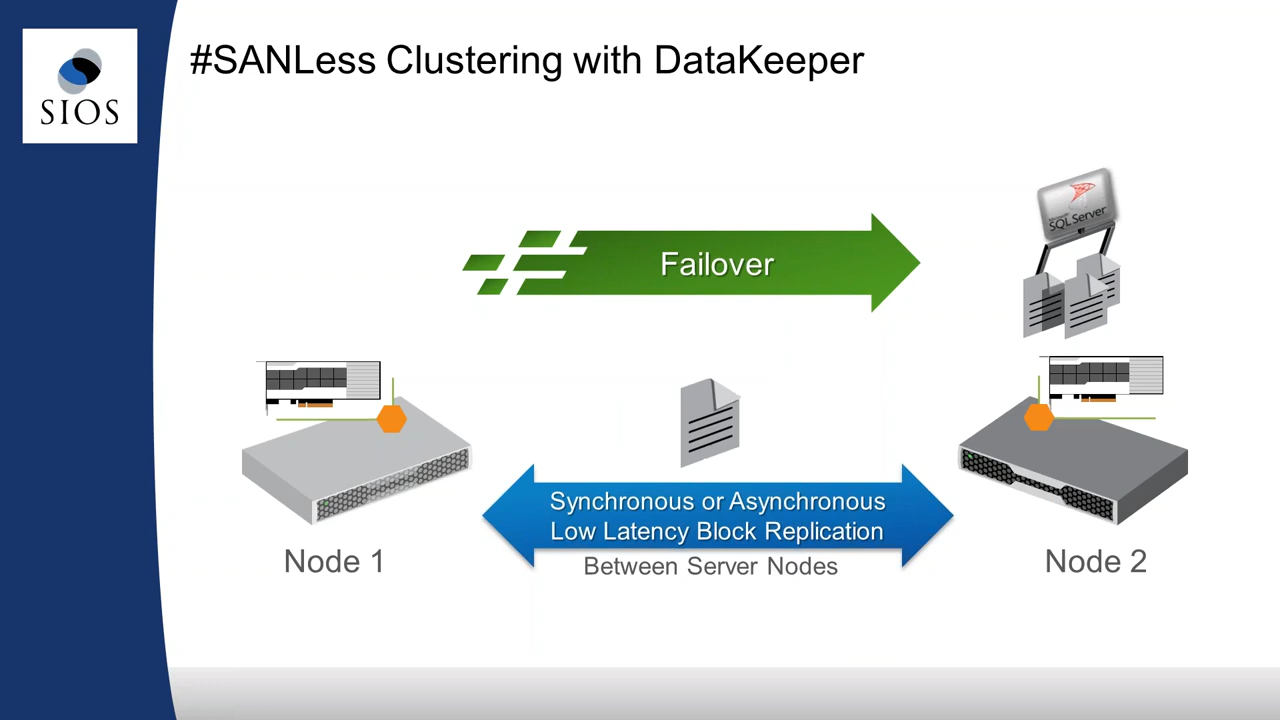 SIOS
#SANLess Clustering with DataKeeper
Microsoft
SQL Server
Failover
Synchronous or Asynchronous
Low Latency Block Replication
Between Server Nodes
Node 1
Node 2